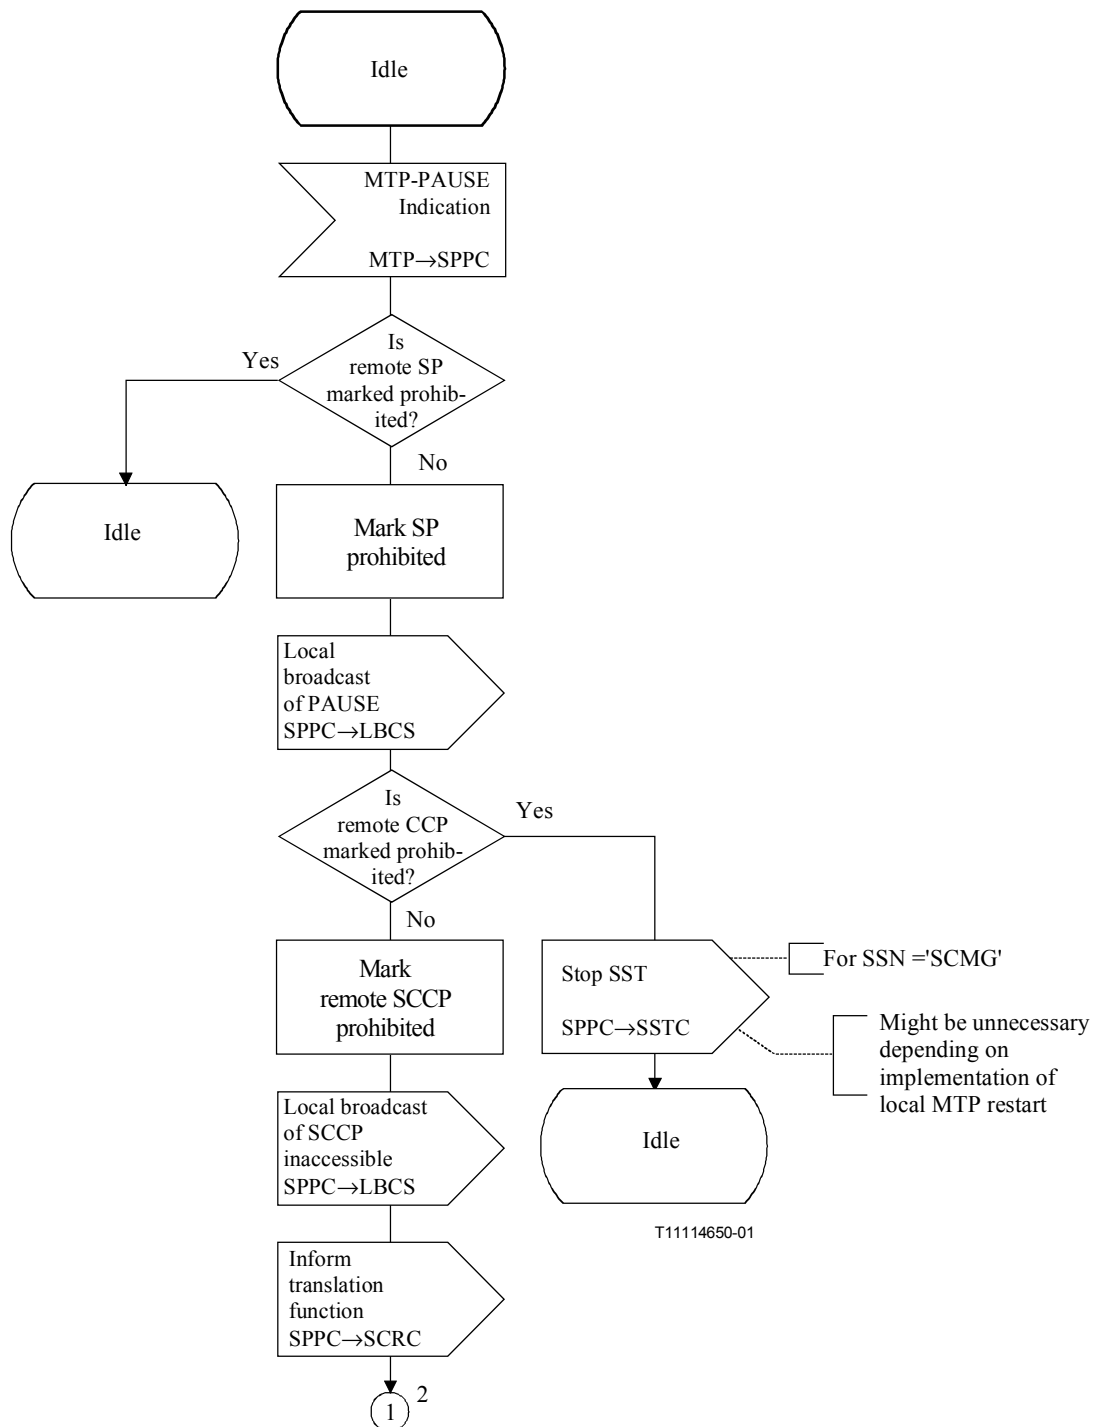 Idle
MTP-PAUSE
Indication
MTP→SPPC
Is
remote SP
marked prohib-
ited?
Yes
No
Idle
Mark SP
prohibited
Local
broadcast
of PAUSE
SPPC→LBCS
Is
remote CCP
marked prohib-
ited?
Yes
No
Mark
remote SCCP
prohibited
Stop SST
SPPC→SSTC
For SSN ='SCMG'
Might be unnecessary
depending on
implementation of
local MTP restart
Local broadcast
of SCCP
inaccessible
SPPC→LBCS
Idle
T11114650-01
Inform
translation
function
SPPC→SCRC
2
1